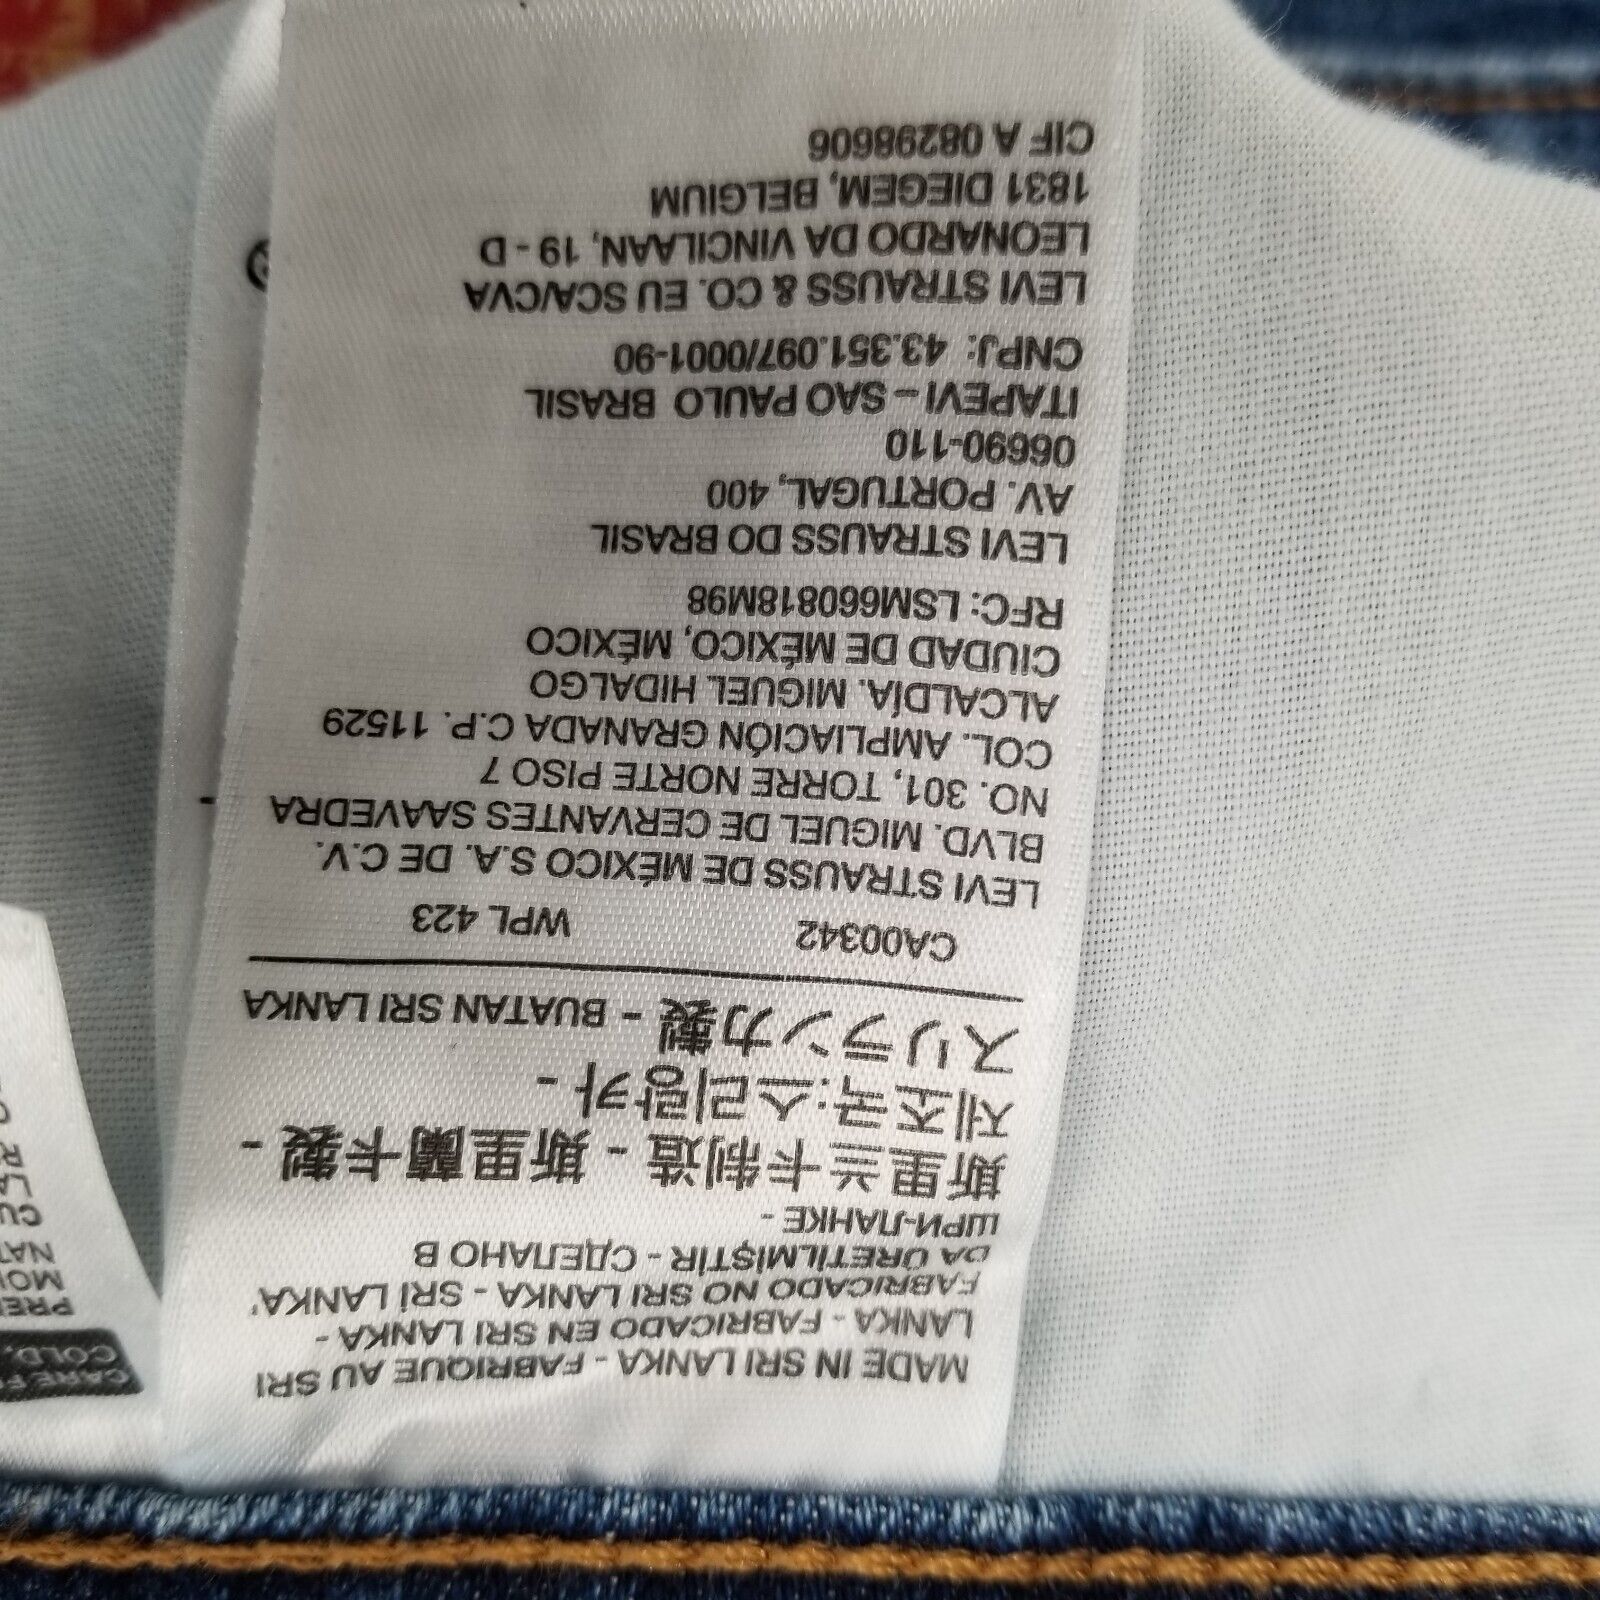 MADE IN SRI LANKA - FABRIQUE AU SRI
LANKA - FABRICADO EN SRI LANKA -
FABRICADO NO SRI LANKA - SRİ LANKA'
DA ÜRETİLMİŞTİR - СДЕЛАНО В
ШРИ-ЛАНКЕ -
斯里兰卡制造 - 斯里蘭卡製 -
제조국:스리랑카 -
スリランカ製 - BUATAN SRI LANKA
CA00342 WPL 423
LEVI STRAUSS DE MÉXICO S.A. DE C.V.
BLVD. MIGUEL DE CERVANTES SAAVEDRA
NO. 301, TORRE NORTE PISO 7
COL. AMPLIACIÓN GRANADA C.P. 11529
ALCALDÍA. MIGUEL HIDALGO
CIUDAD DE MÉXICO, MÉXICO
RFC: LSM660818M98
LEVI STRAUSS DO BRASIL
AV. PORTUGAL, 400
06690-110
ITAPEVI – SAO PAULO BRASIL
CNPJ: 43.351.097/0001-90
LEVI STRAUSS & CO. EU SCA/CVA
LEONARDO DA VINCILAAN, 19 - D
1831 DIEGEM, BELGIUM
CIF A 08298606
COLD,